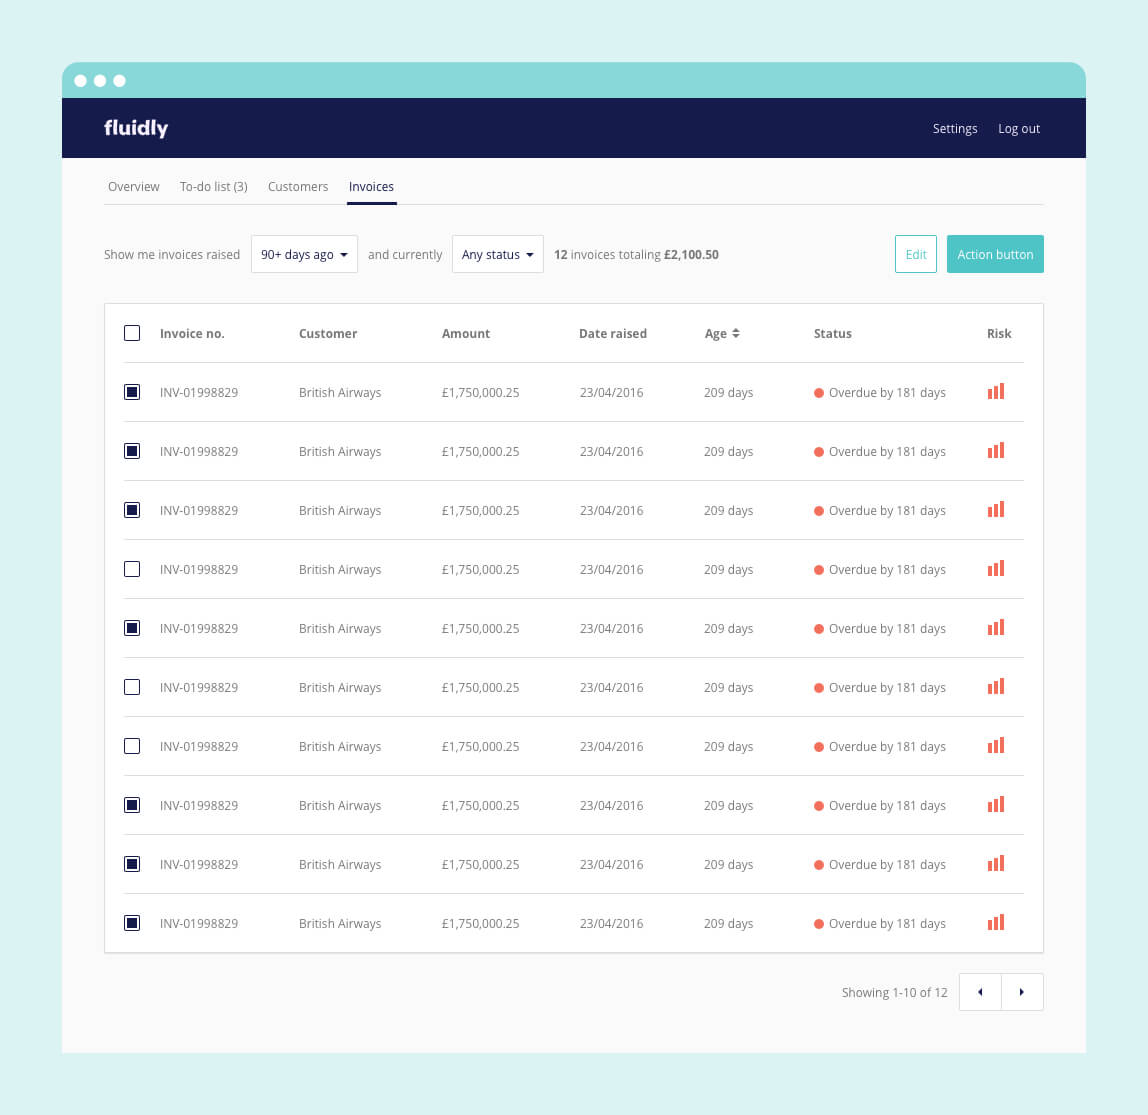 fluidly
Settings Log out
Overview To-do list (3) Customers Invoices
Show me invoices raised 90+ days ago and currently Any status 12 invoices totaling £2,100.50 Edit Action button
Invoice no. Customer Amount Date raised Age Status Risk
INV-01998829 British Airways £1,750,000.25 23/04/2016 209 days Overdue by 181 days
INV-01998829 British Airways £1,750,000.25 23/04/2016 209 days Overdue by 181 days
INV-01998829 British Airways £1,750,000.25 23/04/2016 209 days Overdue by 181 days
INV-01998829 British Airways £1,750,000.25 23/04/2016 209 days Overdue by 181 days
INV-01998829 British Airways £1,750,000.25 23/04/2016 209 days Overdue by 181 days
INV-01998829 British Airways £1,750,000.25 23/04/2016 209 days Overdue by 181 days
INV-01998829 British Airways £1,750,000.25 23/04/2016 209 days Overdue by 181 days
INV-01998829 British Airways £1,750,000.25 23/04/2016 209 days Overdue by 181 days
INV-01998829 British Airways £1,750,000.25 23/04/2016 209 days Overdue by 181 days
INV-01998829 British Airways £1,750,000.25 23/04/2016 209 days Overdue by 181 days
Showing 1-10 of 12